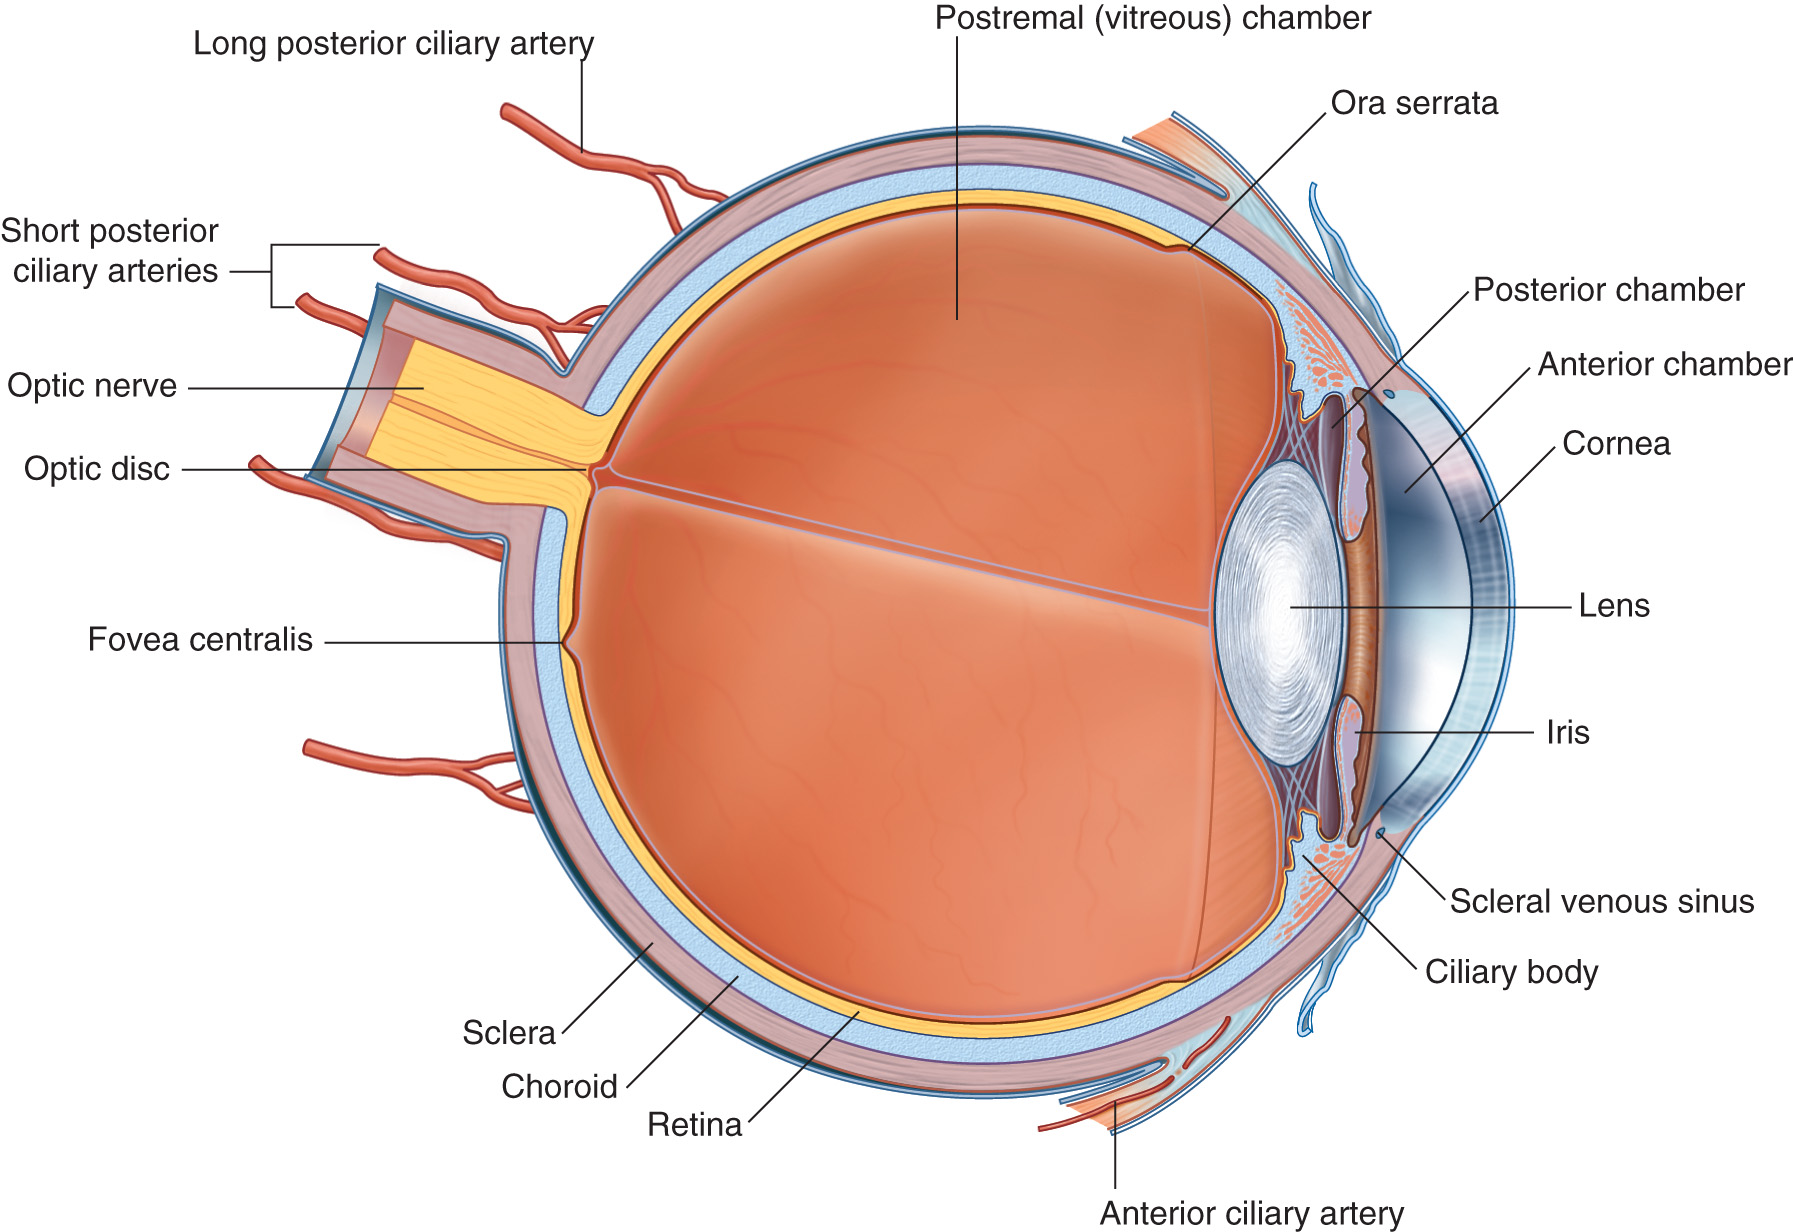 Postremal (vitreous) chamber
Long posterior ciliary artery
Ora serrata
Short posterior
ciliary arteries
Posterior chamber
Anterior chamber
Optic nerve
Cornea
Optic disc
Lens
Fovea centralis
Iris
Scleral venous sinus
Ciliary body
Sclera
Choroid
Retina
Anterior ciliary artery